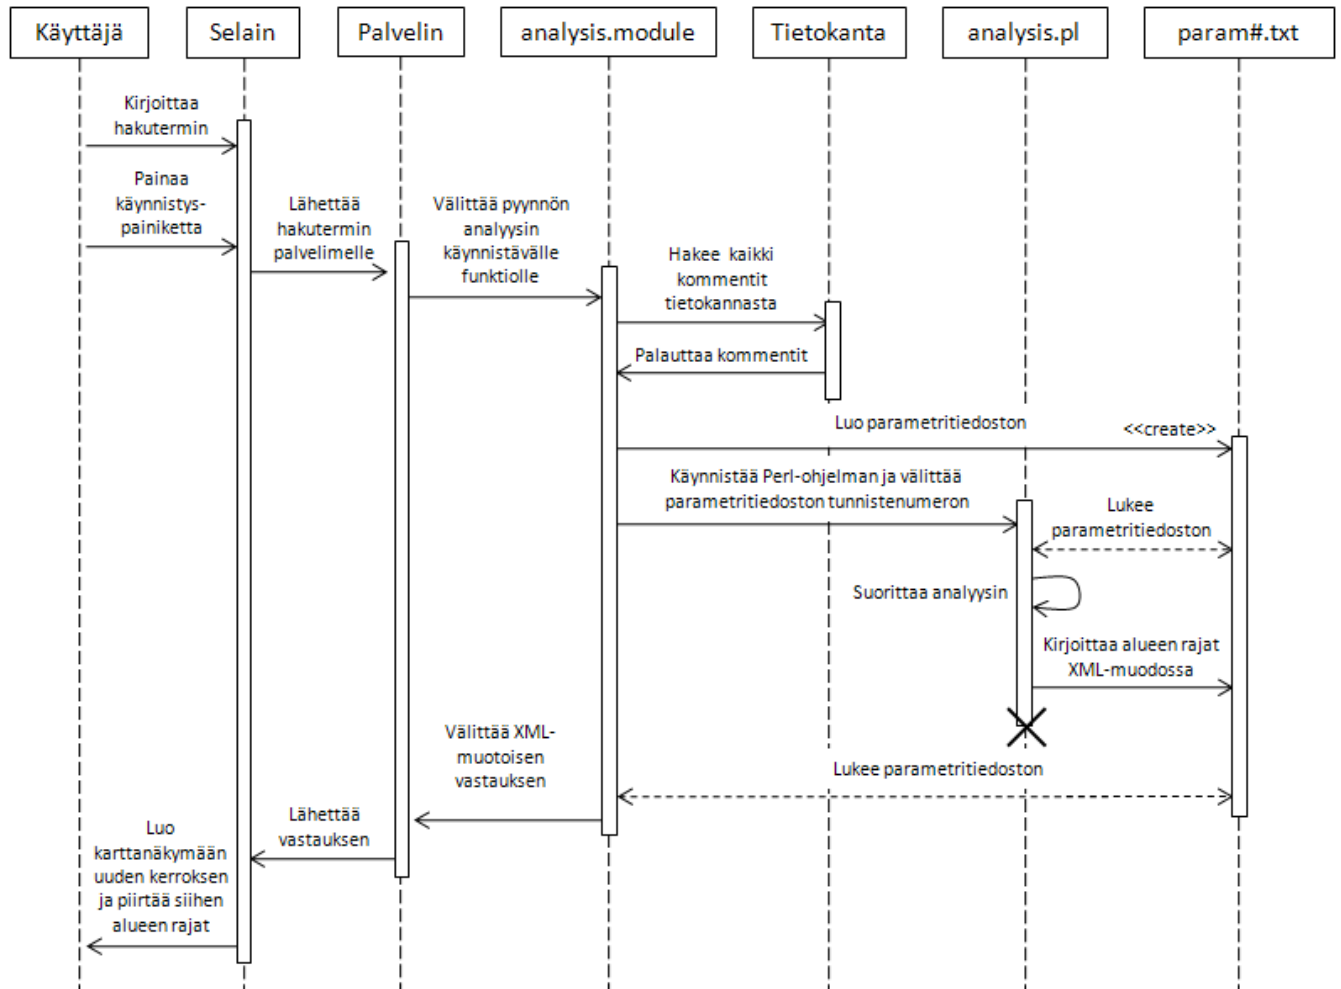 Käyttäjä
Selain
Palvelin
analysis.module
Tietokanta
analysis.pl
param#.txt
Kirjoittaa
hakutermin
Painaa
käynnistys-
painiketta
Lähettää
hakutermin
palvelimelle
Välittää pyynnön
analyysin
käynnistävälle
funktiolle
Hakee kaikki
kommentit
tietokannasta
Palauttaa kommentit
Luo parametritiedoston
<<create>>
Käynnistää Perl-ohjelman ja välittää
parametritiedoston tunnistenumeron
Lukee
parametritiedoston
Suorittaa analyysin
Kirjoittaa alueen rajat
XML-muodossa
Lukee parametritiedoston
Välittää XML-
muotoisen
vastauksen
Lähettää
vastauksen
Luo
karttanäkymään
uuden kerroksen
ja piirtää siihen
alueen rajat